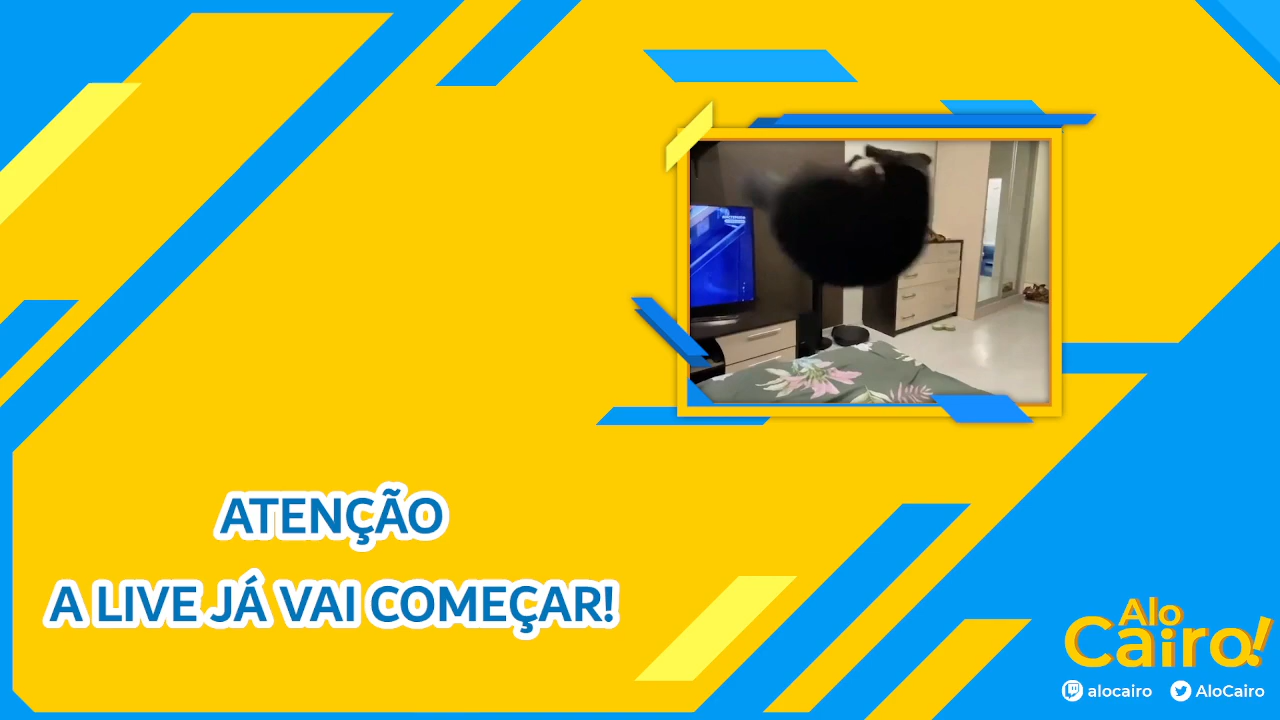 ATENÇÃO
A LIVE JÁ VAI COMEÇAR!
Alo
Cairo!
alocairo AloCairo